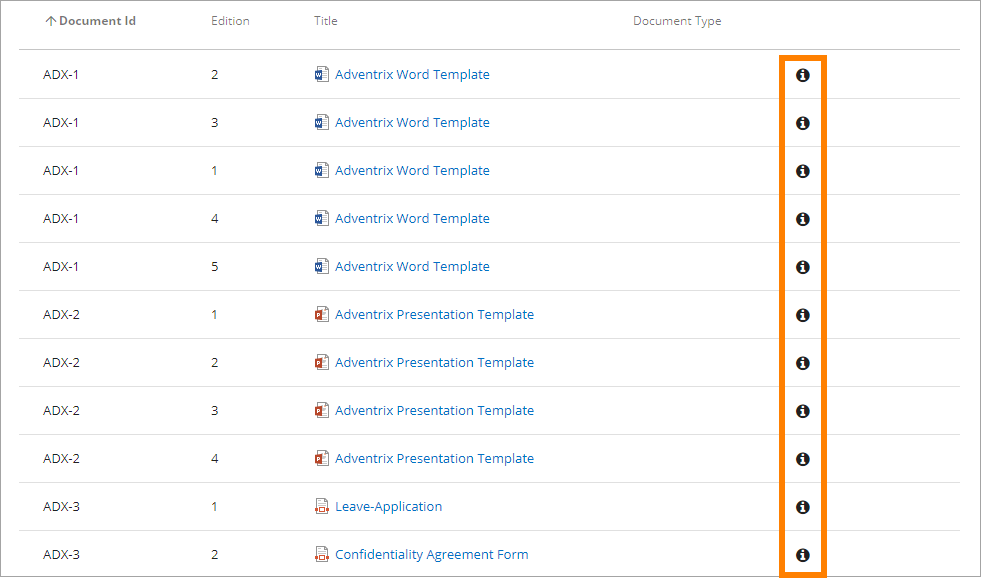 Document Id Edition Title Document Type
ADX-1 2 Adventrix Word Template
ADX-1 3 Adventrix Word Template
ADX-1 1 Adventrix Word Template
ADX-1 4 Adventrix Word Template
ADX-1 5 Adventrix Word Template
ADX-2 1 Adventrix Presentation Template
ADX-2 2 Adventrix Presentation Template
ADX-2 3 Adventrix Presentation Template
ADX-2 4 Adventrix Presentation Template
ADX-3 1 Leave-Application
ADX-3 2 Confidentiality Agreement Form